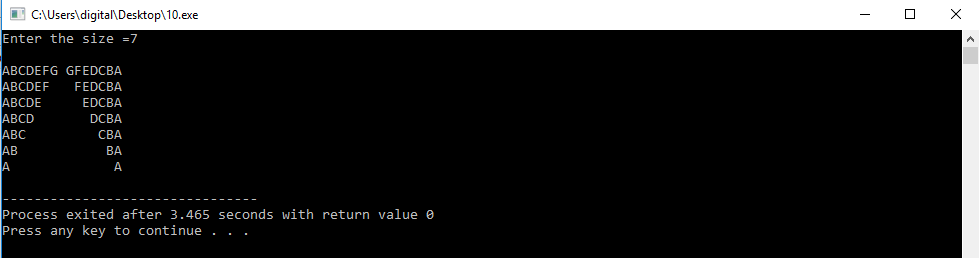 C:\Users\digital\Desktop\10.exe
Enter the size =7
ABCDEFG GFEDCBA
ABCDEF   FEDCBA
ABCDE     EDCBA
ABCD       DCBA
ABC         CBA
AB           BA
A             A
--------------------------------
Process exited after 3.465 seconds with return value 0
Press any key to continue . . .